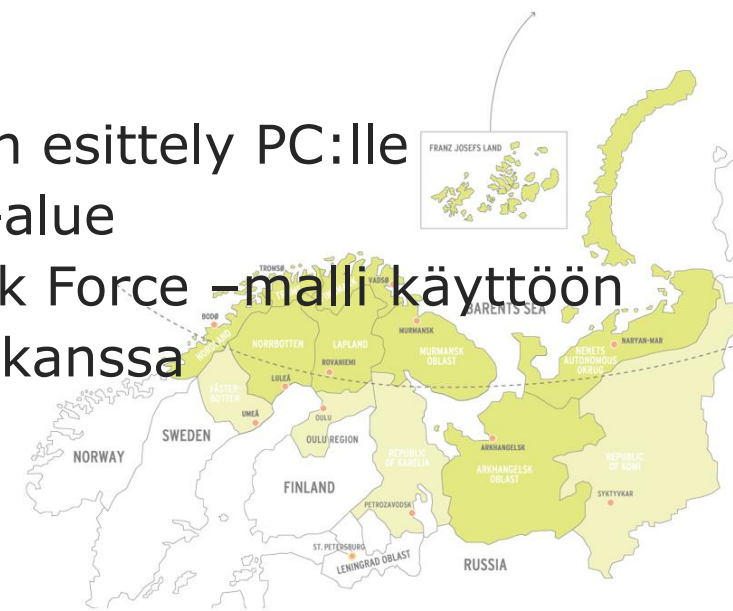 n esittely PC:lle
-alue
k Force –malli käyttöön
kanssa
FRANZ JOSEFS LAND
TROMSØ
VADSØ
BARENTS SEA
BODØ
NORDLAND
MURMANSK
NORRBOTTEN
LAPLAND
MURMANSK
OBLAST
NARYAN-MAR
NENETS
AUTONOMOUS
OKRUG
ROVANIEMI
LULEÅ
VÄSTER-
BOTTEN
UMEÅ
OULU
OULU REGION
SWEDEN
NORWAY
FINLAND
REPUBLIC
OF KARELIA
ARKHANGELSK
ARKHANGELSK
OBLAST
REPUBLIC
OF KOMI
SYKTYVKAR
PETROZAVODSK
ST. PETERSBURG
LENINGRAD OBLAST
RUSSIA